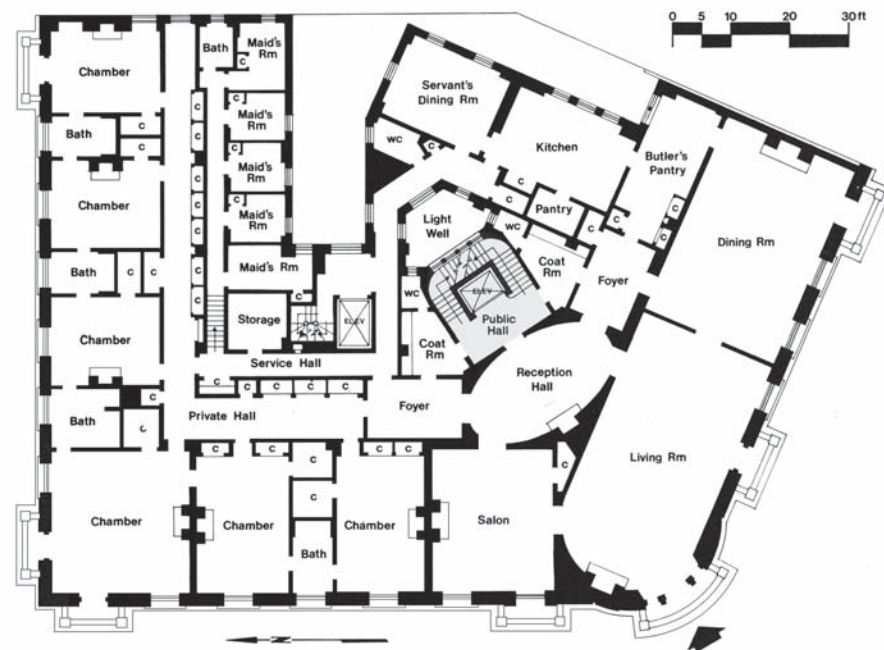 0 5 10 20 30 ft
Chamber
Bath
C
C
Chamber
Bath
C
C
Chamber
Bath
C
C
Chamber
C
C
C
C
C
C
C
Bath
Maid's
Rm
C
C
Maid's
Rm
C
Maid's
Rm
C
Maid's
Rm
Maid's Rm
C
Storage
ELEV
Service Hall
C
C
C
C
C
Private Hall
Foyer
C
C
C
C
C
C
Chamber
Bath
Chamber
Salon
C
Servant's
Dining Rm
WC
C
Kitchen
C
C
Pantry
C
C
Butler's
Pantry
C
C
Light
Well
WC
Coat
Rm
WC
Coat
Rm
ELEV
Public
Hall
Foyer
Reception
Hall
Dining Rm
Living Rm
N